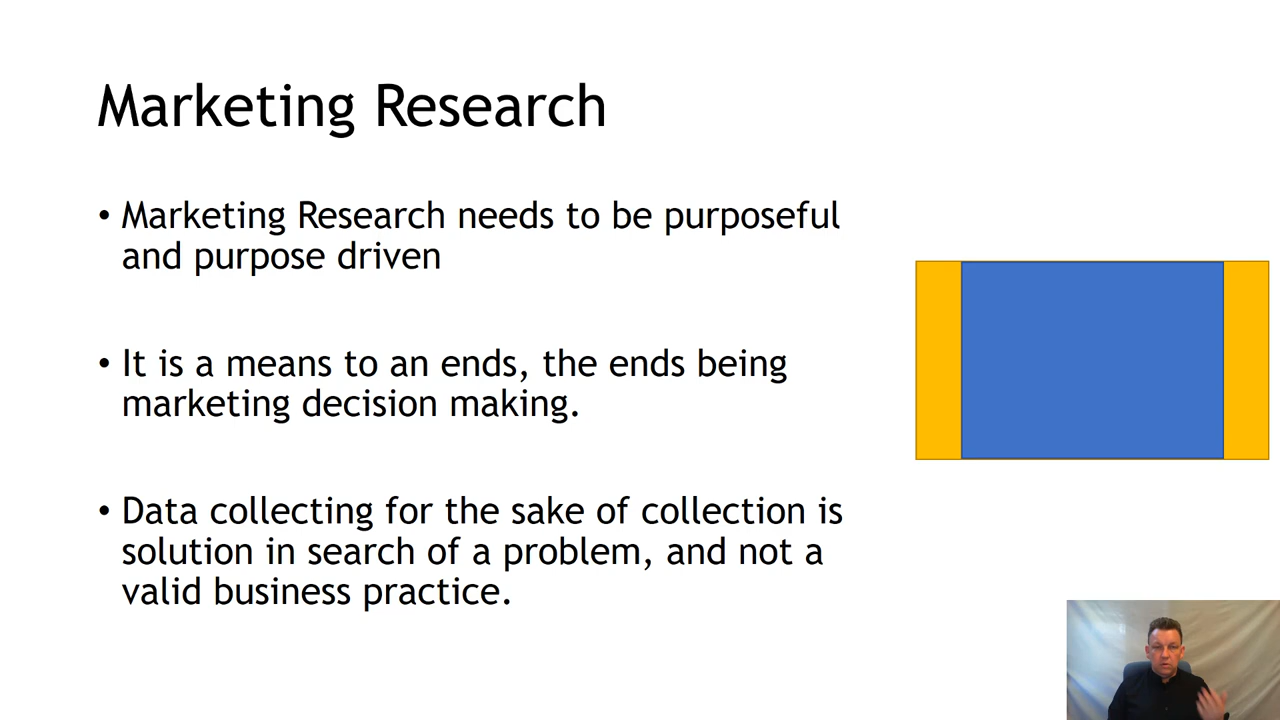 Marketing Research
• Marketing Research needs to be purposeful
and purpose driven
• It is a means to an ends, the ends being
marketing decision making.
• Data collecting for the sake of collection is
solution in search of a problem, and not a
valid business practice.